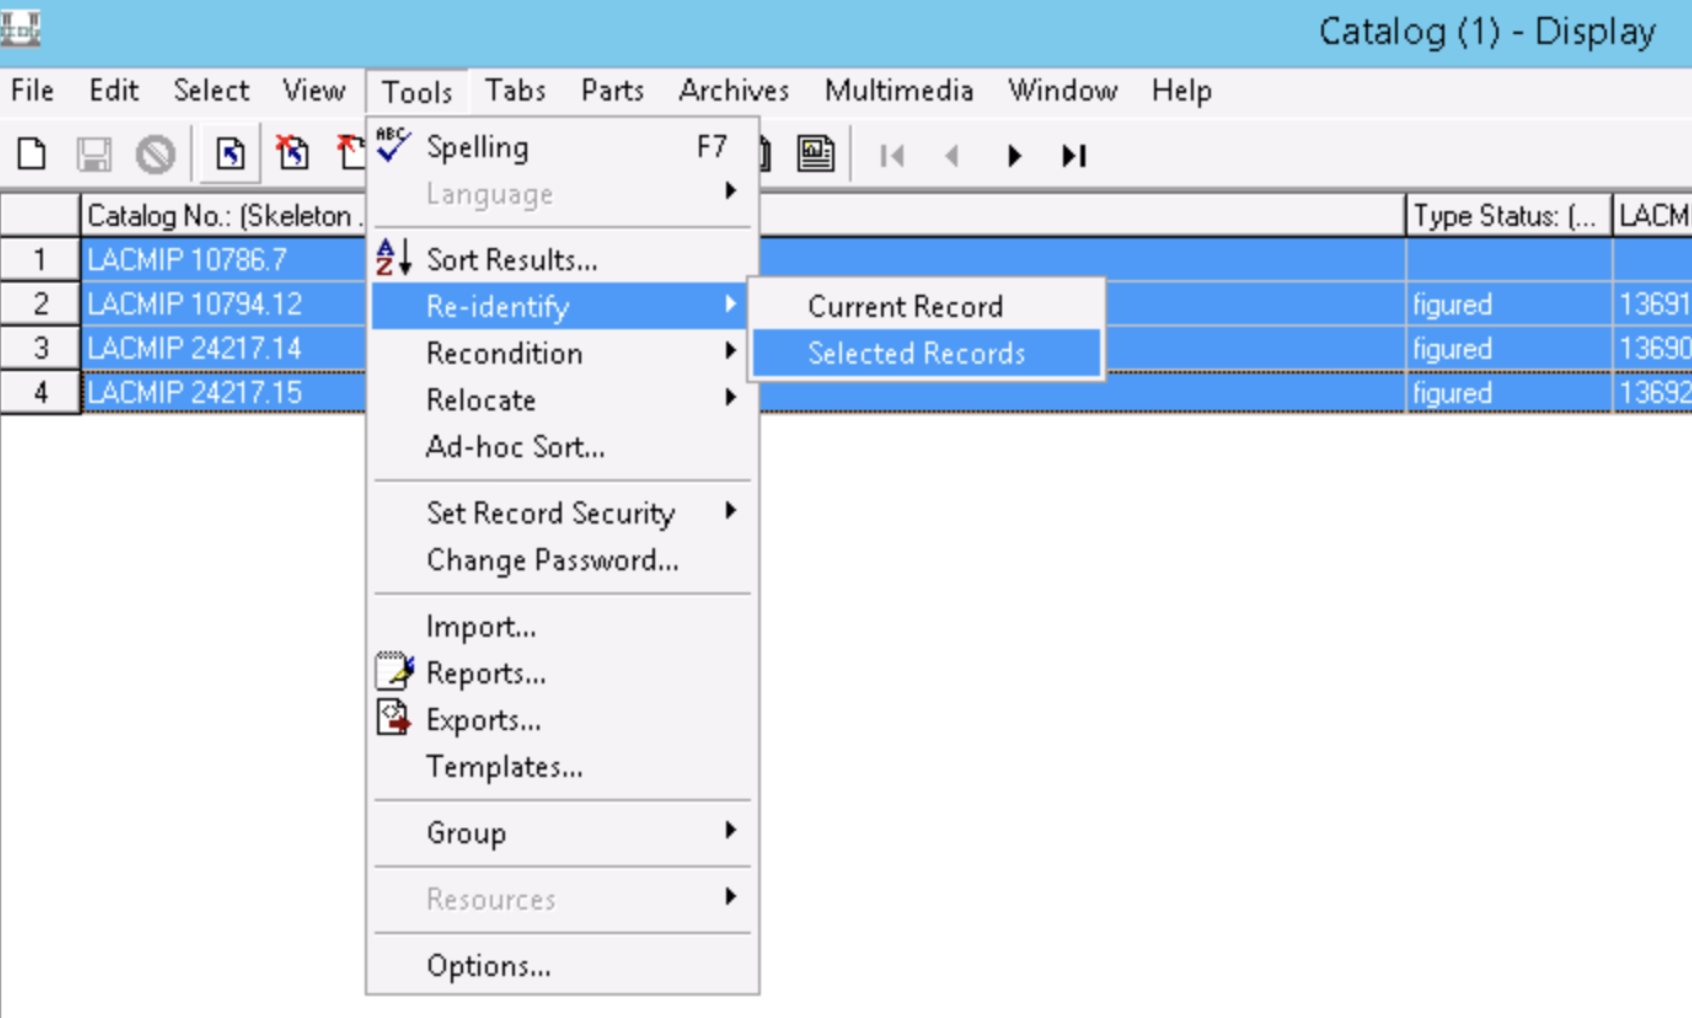 Catalog (1) - Display
File Edit Select View Tools Tabs Parts Archives Multimedia Window Help
ABC Spelling F7
Language
Catalog No.: (Skeleton . Type Status: (... LACMI
AZ Sort Results...
1 LACMIP 10786.7
Re-identify Current Record
2 LACMIP 10794.12 figured 13691
Recondition Selected Records
3 LACMIP 24217.14 figured 13690
Relocate
4 LACMIP 24217.15 figured 13692
Ad-hoc Sort...
Set Record Security
Change Password...
Import...
Reports...
Exports...
Templates...
Group
Resources
Options...